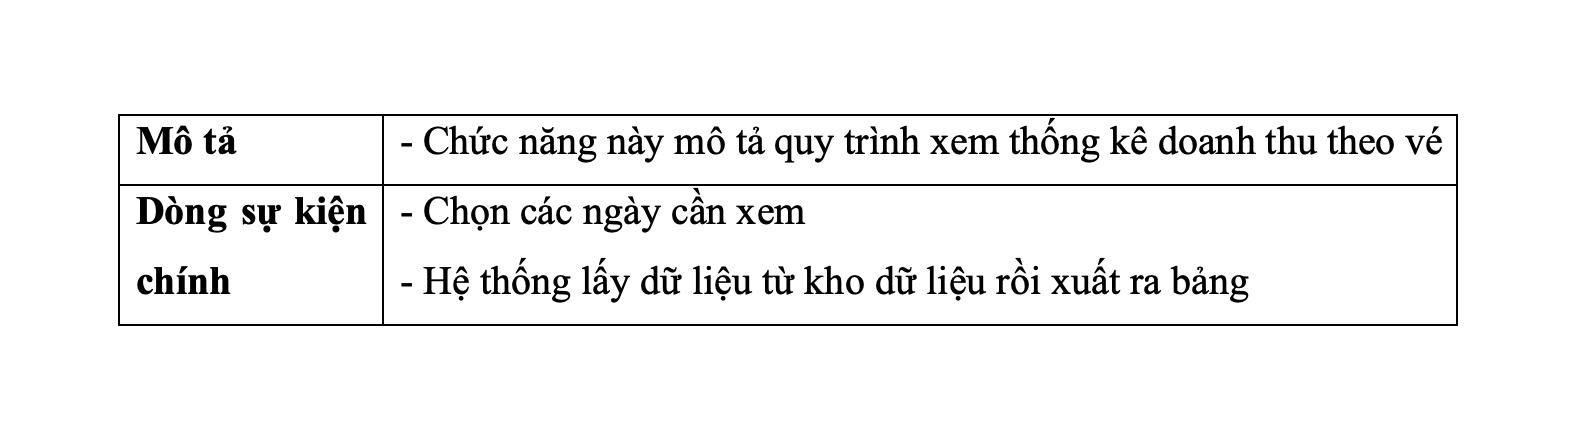 Mô tả - Chức năng này mô tả quy trình xem thống kê doanh thu theo vé
Dòng sự kiện - Chọn các ngày cần xem
chính - Hệ thống lấy dữ liệu từ kho dữ liệu rồi xuất ra bảng